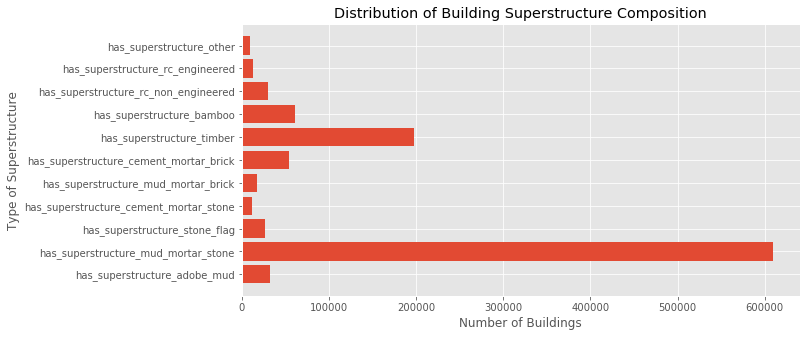 Distribution of Building Superstructure Composition
Type of Superstructure
has_superstructure_other
has_superstructure_rc_engineered
has_superstructure_rc_non_engineered
has_superstructure_bamboo
has_superstructure_timber
has_superstructure_cement_mortar_brick
has_superstructure_mud_mortar_brick
has_superstructure_cement_mortar_stone
has_superstructure_stone_flag
has_superstructure_mud_mortar_stone
has_superstructure_adobe_mud
0 100000 200000 300000 400000 500000 600000
Number of Buildings